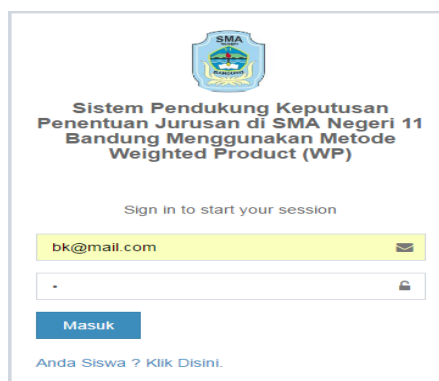 SMA
BANDUNG
Sistem Pendukung Keputusan
Penentuan Jurusan di SMA Negeri 11
Bandung Menggunakan Metode
Weighted Product (WP)
Sign in to start your session
bk@mail.com
Masuk
Anda Siswa ? Klik Disini.